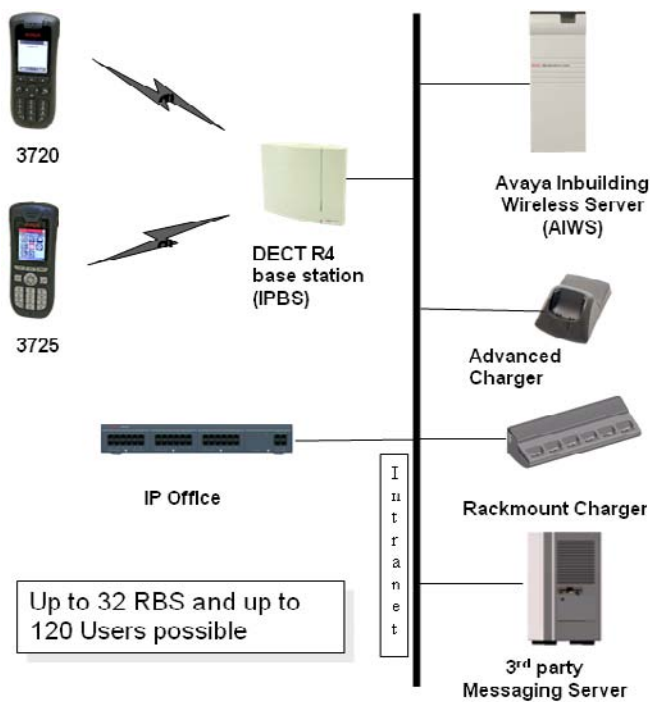 3720
3725
DECT R4
base station
(IPBS)
IP Office
Up to 32 RBS and up to
120 Users possible
Intranet
Avaya Inbuilding
Wireless Server
(AIWS)
Advanced
Charger
Rackmount Charger
3rd party
Messaging Server